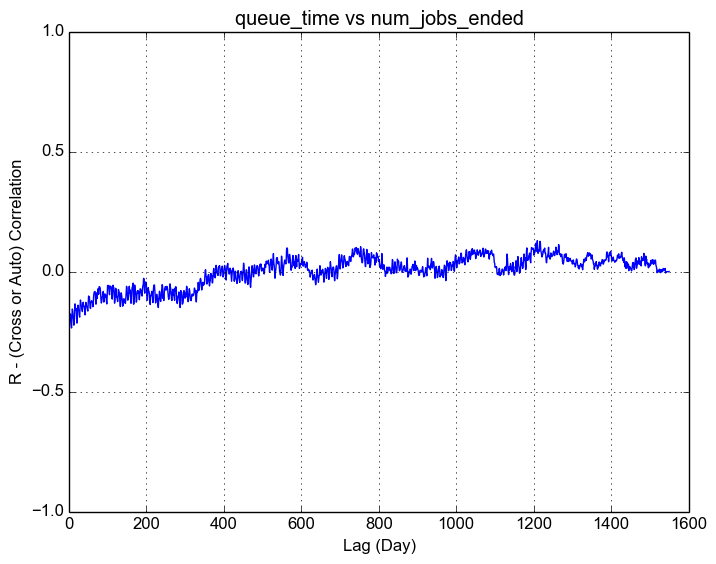 queue_time vs num_jobs_ended
1.0
0.5
0.0
−0.5
−1.0
R - (Cross or Auto) Correlation
0 200 400 600 800 1000 1200 1400 1600
Lag (Day)